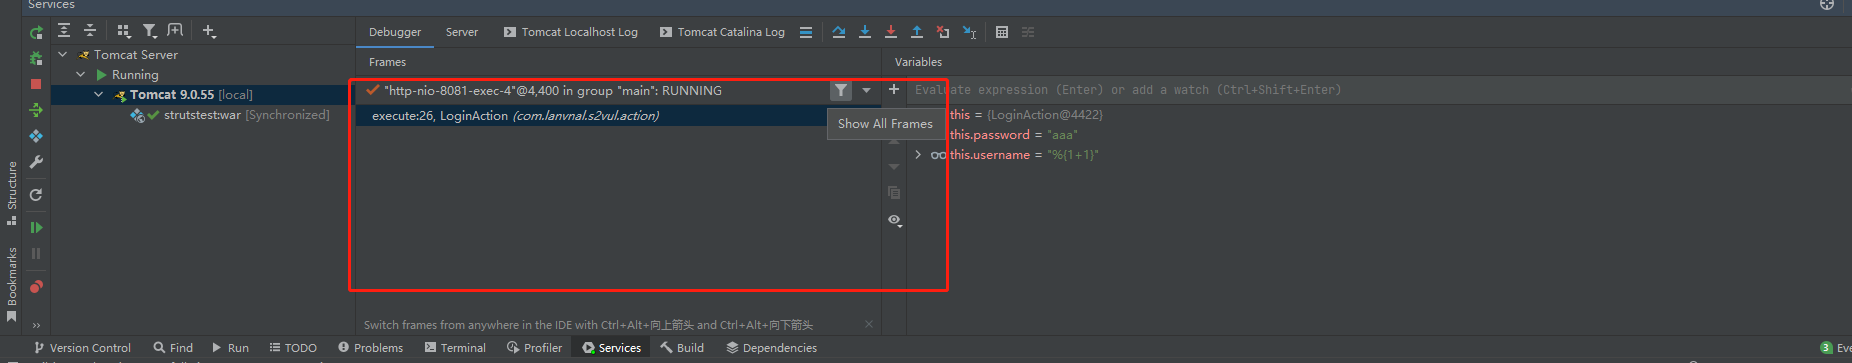 Services
Debugger Server Tomcat Localhost Log Tomcat Catalina Log
Tomcat Server
Running
Tomcat 9.0.55 [local]
strutstest:war [Synchronized]
Frames
"http-nio-8081-exec-4"@4,400 in group "main": RUNNING
execute:26, LoginAction (com.lanvnal.s2vul.action)
Show All Frames
Switch frames from anywhere in the IDE with Ctrl+Alt+向上箭头 and Ctrl+Alt+向下箭头
Variables
Evaluate expression (Enter) or add a watch (Ctrl+Shift+Enter)
this = {LoginAction@4422}
this.password = "aaa"
this.username = "%{1+1}"
Structure
Bookmarks
Version Control Find Run TODO Problems Terminal Profiler Services Build Dependencies 3 Eve